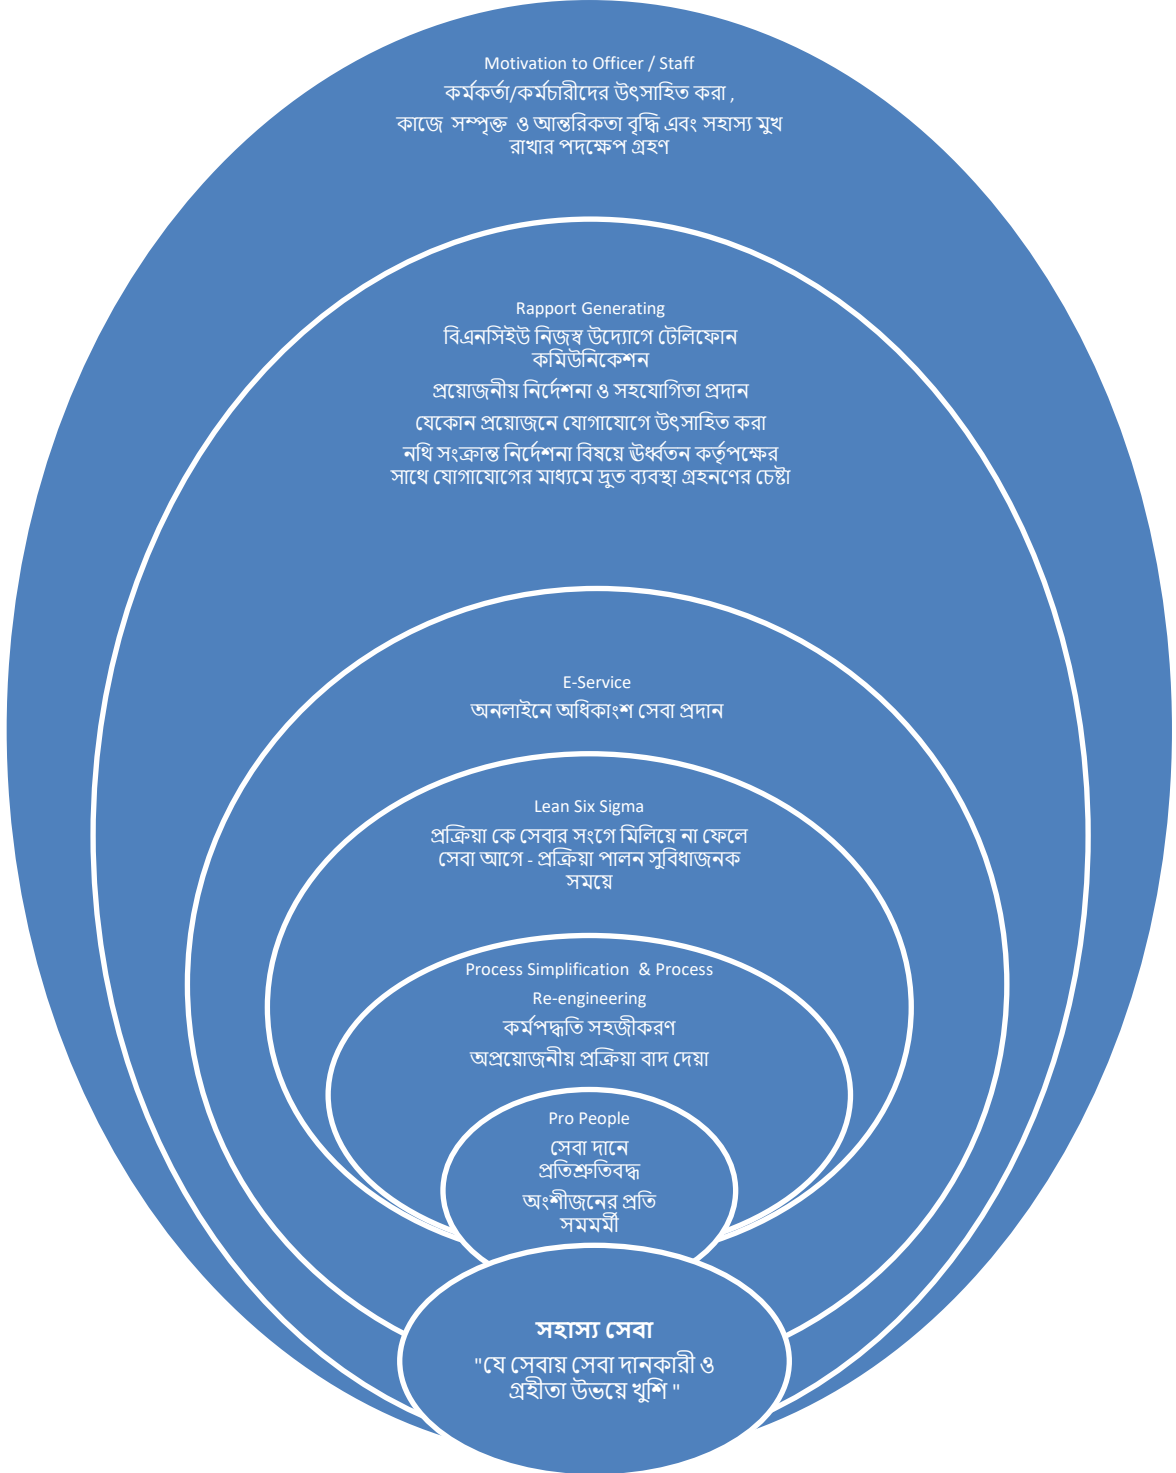 Motivation to Officer / Staff
কর্মকর্তা/কর্মচারীদের উৎসাহিত করা ,
কাজে সম্পৃক্ত ও আন্তরিকতা বৃদ্ধি এবং সহাস্য মুখ
রাখার পদক্ষেপ গ্রহণ
Rapport Generating
বিএনসিইউ নিজস্ব উদ্যোগে টেলিফোন
কমিউনিকেশন
প্রয়োজনীয় নির্দেশনা ও সহযোগিতা প্রদান
যেকোন প্রয়োজনে যোগাযোগে উৎসাহিত করা
নথি সংক্রান্ত নির্দেশনা বিষয়ে ঊর্ধ্বতন কর্তৃপক্ষের
সাথে যোগাযোগের মাধ্যমে দ্রুত ব্যবস্থা গ্রহনণের চেষ্টা
E-Service
অনলাইনে অধিকাংশ সেবা প্রদান
Lean Six Sigma
প্রক্রিয়া কে সেবার সংগে মিলিয়ে না ফেলে
সেবা আগে - প্রক্রিয়া পালন সুবিধাজনক
সময়ে
Process Simplification & Process
Re-engineering
কর্মপদ্ধতি সহজীকরণ
অপ্রয়োজনীয় প্রক্রিয়া বাদ দেয়া
Pro People
সেবা দানে
প্রতিশ্রুতিবদ্ধ
অংশীজনের প্রতি
সমমর্মী
সহাস্য সেবা
"যে সেবায় সেবা দানকারী ও
গ্রহীতা উভয়ে খুশি "